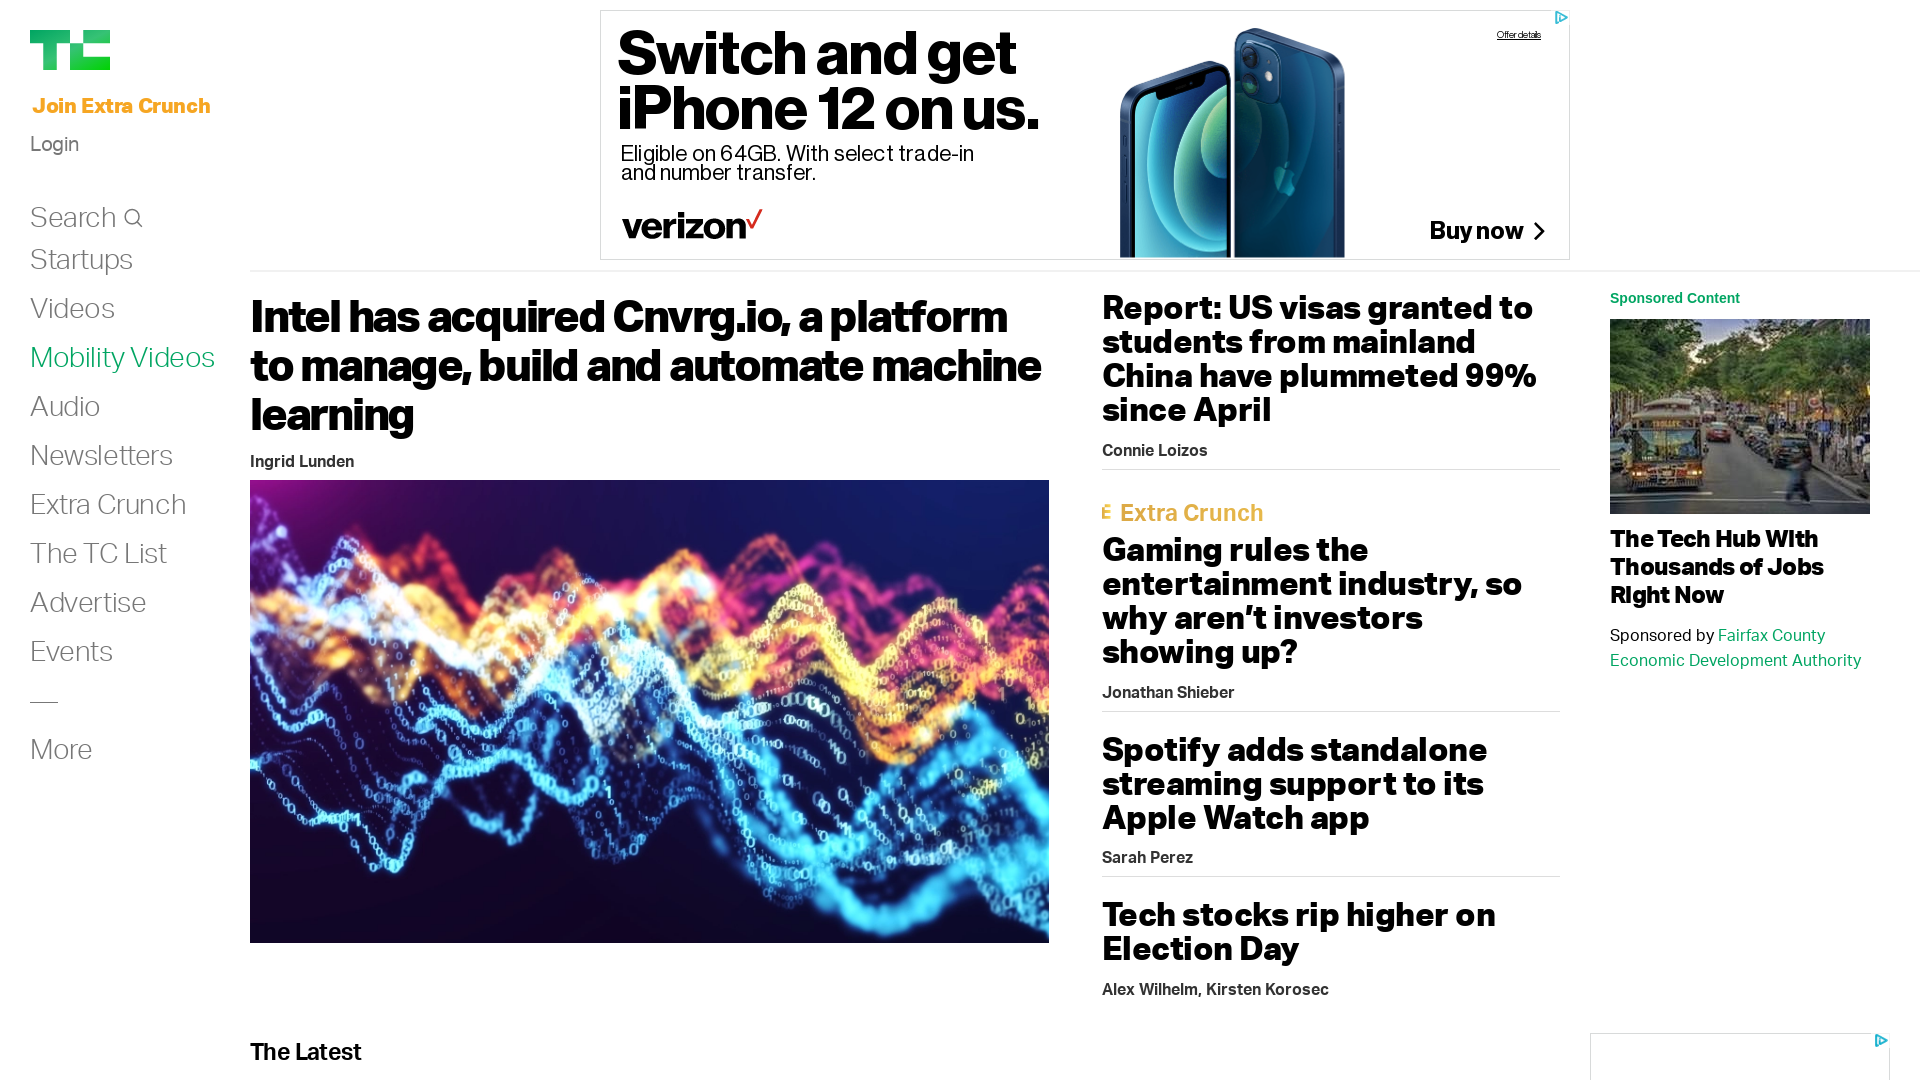 TC
Join Extra Crunch
Login
Search
Startups
Videos
Mobility Videos
Audio
Newsletters
Extra Crunch
The TC List
Advertise
Events
More
Switch and get
iPhone 12 on us.
Eligible on 64GB. With select trade-in
and number transfer.
verizon
Offer details
Buy now
Intel has acquired Cnvrg.io, a platform
to manage, build and automate machine
learning
Ingrid Lunden
Report: US visas granted to
students from mainland
China have plummeted 99%
since April
Connie Loizos
Extra Crunch
Gaming rules the
entertainment industry, so
why aren’t investors
showing up?
Jonathan Shieber
Spotify adds standalone
streaming support to its
Apple Watch app
Sarah Perez
Tech stocks rip higher on
Election Day
Alex Wilhelm, Kirsten Korosec
Sponsored Content
TROLLEY
The Tech Hub WIth
Thousands of Jobs
RIght Now
Sponsored by Fairfax County
Economic Development Authority
The Latest